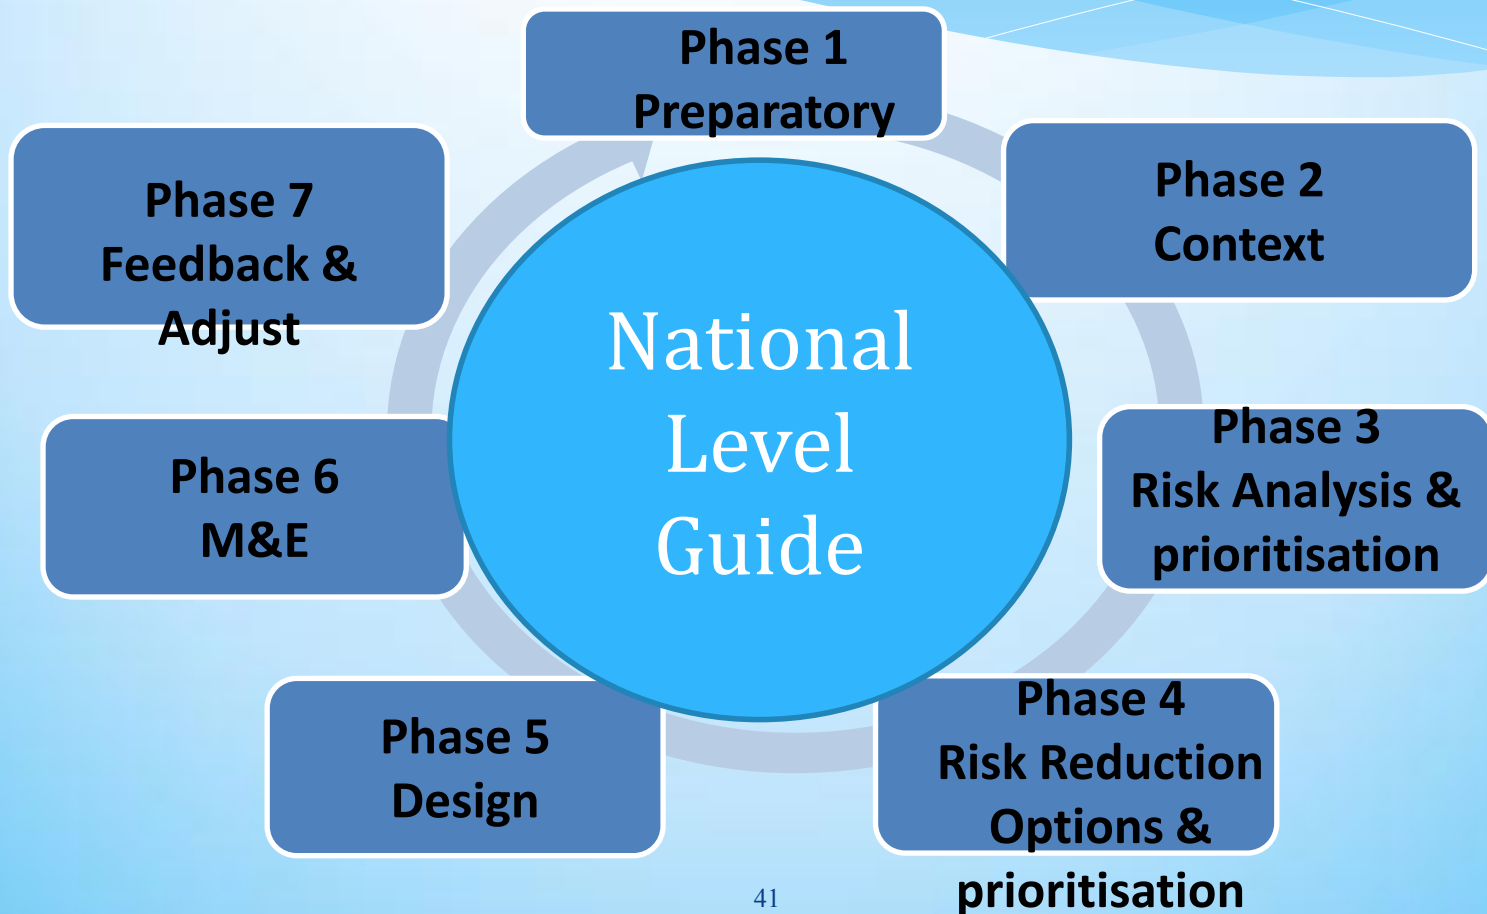 Phase 1
Preparatory
Phase 2
Context
Phase 3
Risk Analysis &
prioritisation
Phase 4
Risk Reduction
Options &
prioritisation
Phase 5
Design
Phase 6
M&E
Phase 7
Feedback &
Adjust
National
Level
Guide
41